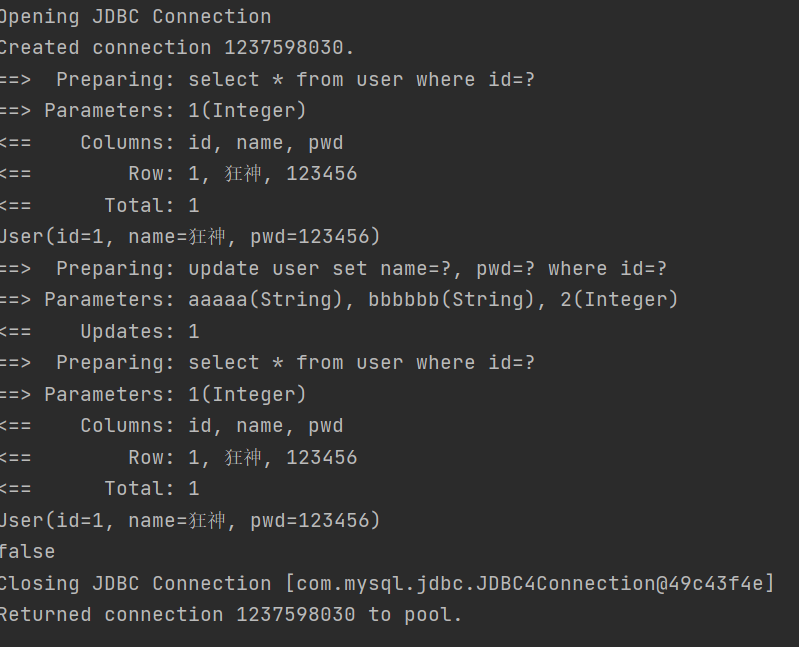 Opening JDBC Connection
Created connection 1237598030.
==>  Preparing: select * from user where id=?
==> Parameters: 1(Integer)
<==    Columns: id, name, pwd
<==        Row: 1, 狂神, 123456
<==      Total: 1
User(id=1, name=狂神, pwd=123456)
==>  Preparing: update user set name=?, pwd=? where id=?
==> Parameters: aaaaa(String), bbbbbb(String), 2(Integer)
<==    Updates: 1
==>  Preparing: select * from user where id=?
==> Parameters: 1(Integer)
<==    Columns: id, name, pwd
<==        Row: 1, 狂神, 123456
<==      Total: 1
User(id=1, name=狂神, pwd=123456)
false
Closing JDBC Connection [com.mysql.jdbc.JDBC4Connection@49c43f4e]
Returned connection 1237598030 to pool.